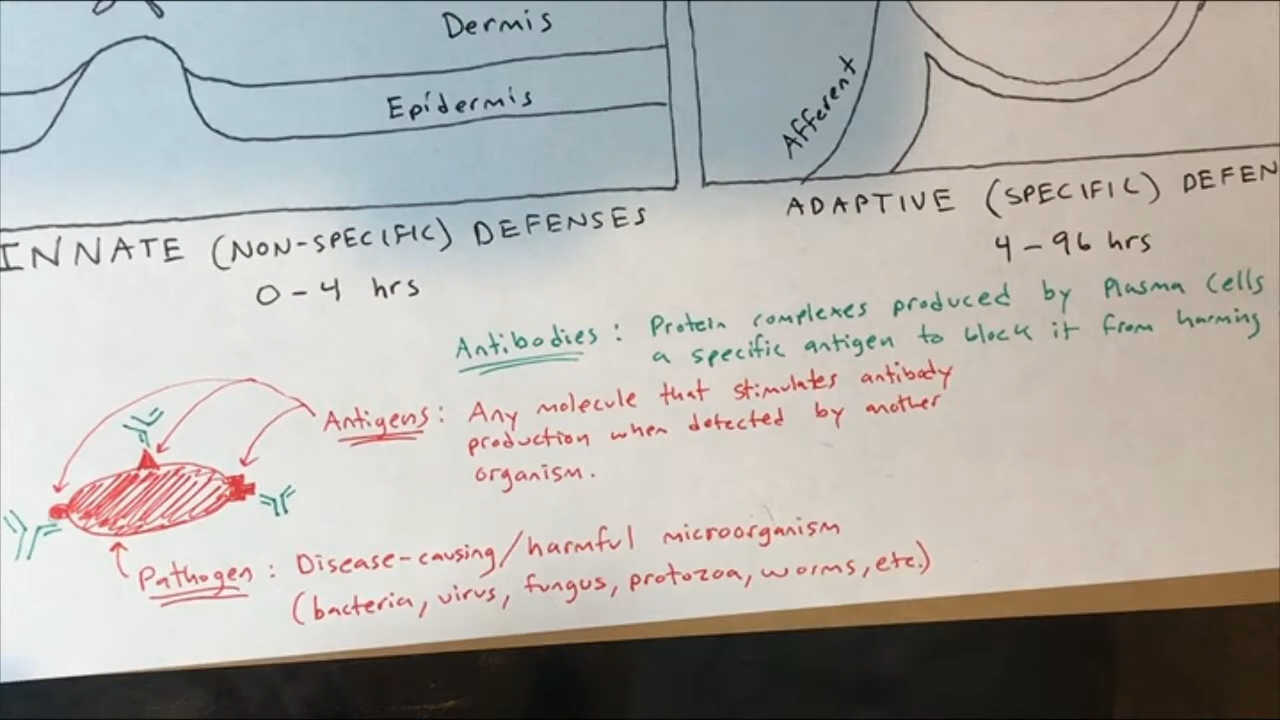 Dermis
Epidermis
Afferent
INNATE (NON-SPECIFIC) DEFENSES
0-4 hrs
ADAPTIVE (SPECIFIC) DEFEN
4-96 hrs
Antibodies: Protein complexes produced by Plasma Cells
a specific antigen to block it from harming
Antigens: Any molecule that stimulates antibody
production when detected by another
organism.
Pathogen: Disease-causing/harmful microorganism
(bacteria, virus, fungus, protozoa, worms, etc.)